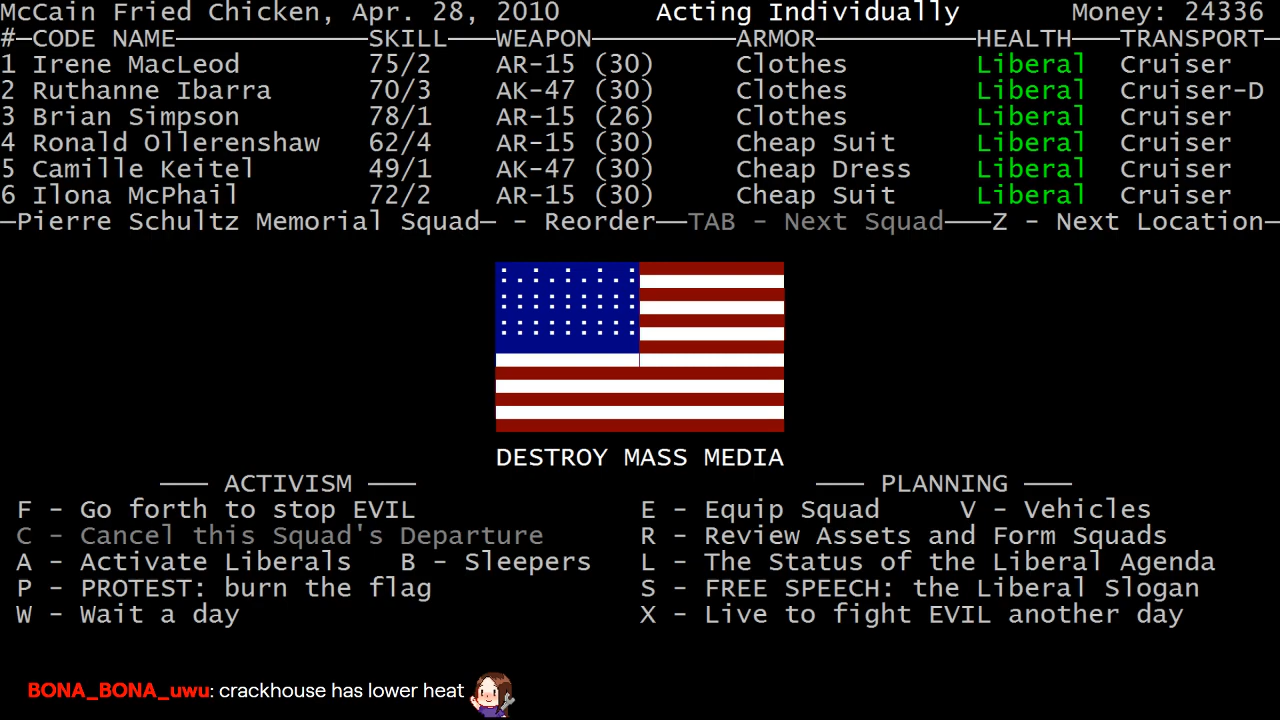 McCain Fried Chicken, Apr. 28, 2010 Acting Individually Money: 24336
#—CODE NAME————————————SKILL———WEAPON—————————ARMOR——————————HEALTH———TRANSPORT—
1 Irene MacLeod 75/2 AR-15 (30) Clothes Liberal Cruiser
2 Ruthanne Ibarra 70/3 AK-47 (30) Clothes Liberal Cruiser-D
3 Brian Simpson 78/1 AR-15 (26) Clothes Liberal Cruiser
4 Ronald Ollerenshaw 62/4 AR-15 (30) Cheap Suit Liberal Cruiser
5 Camille Keitel 49/1 AK-47 (30) Cheap Dress Liberal Cruiser
6 Ilona McPhail 72/2 AR-15 (30) Cheap Suit Liberal Cruiser
—Pierre Schultz Memorial Squad— - Reorder——TAB - Next Squad———Z - Next Location—
DESTROY MASS MEDIA
——— ACTIVISM ———
F - Go forth to stop EVIL
C - Cancel this Squad's Departure
A - Activate Liberals B - Sleepers
P - PROTEST: burn the flag
W - Wait a day
——— PLANNING ———
E - Equip Squad V - Vehicles
R - Review Assets and Form Squads
L - The Status of the Liberal Agenda
S - FREE SPEECH: the Liberal Slogan
X - Live to fight EVIL another day
BONA_BONA_uwu: crackhouse has lower heat